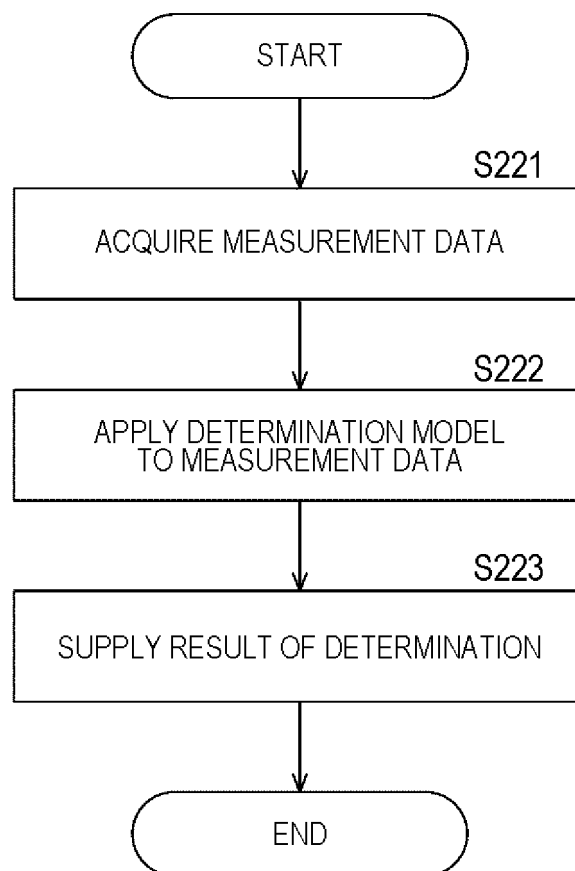 START
S221
ACQUIRE MEASUREMENT DATA
S222
APPLY DETERMINATION MODEL
TO MEASUREMENT DATA
S223
SUPPLY RESULT OF DETERMINATION
END